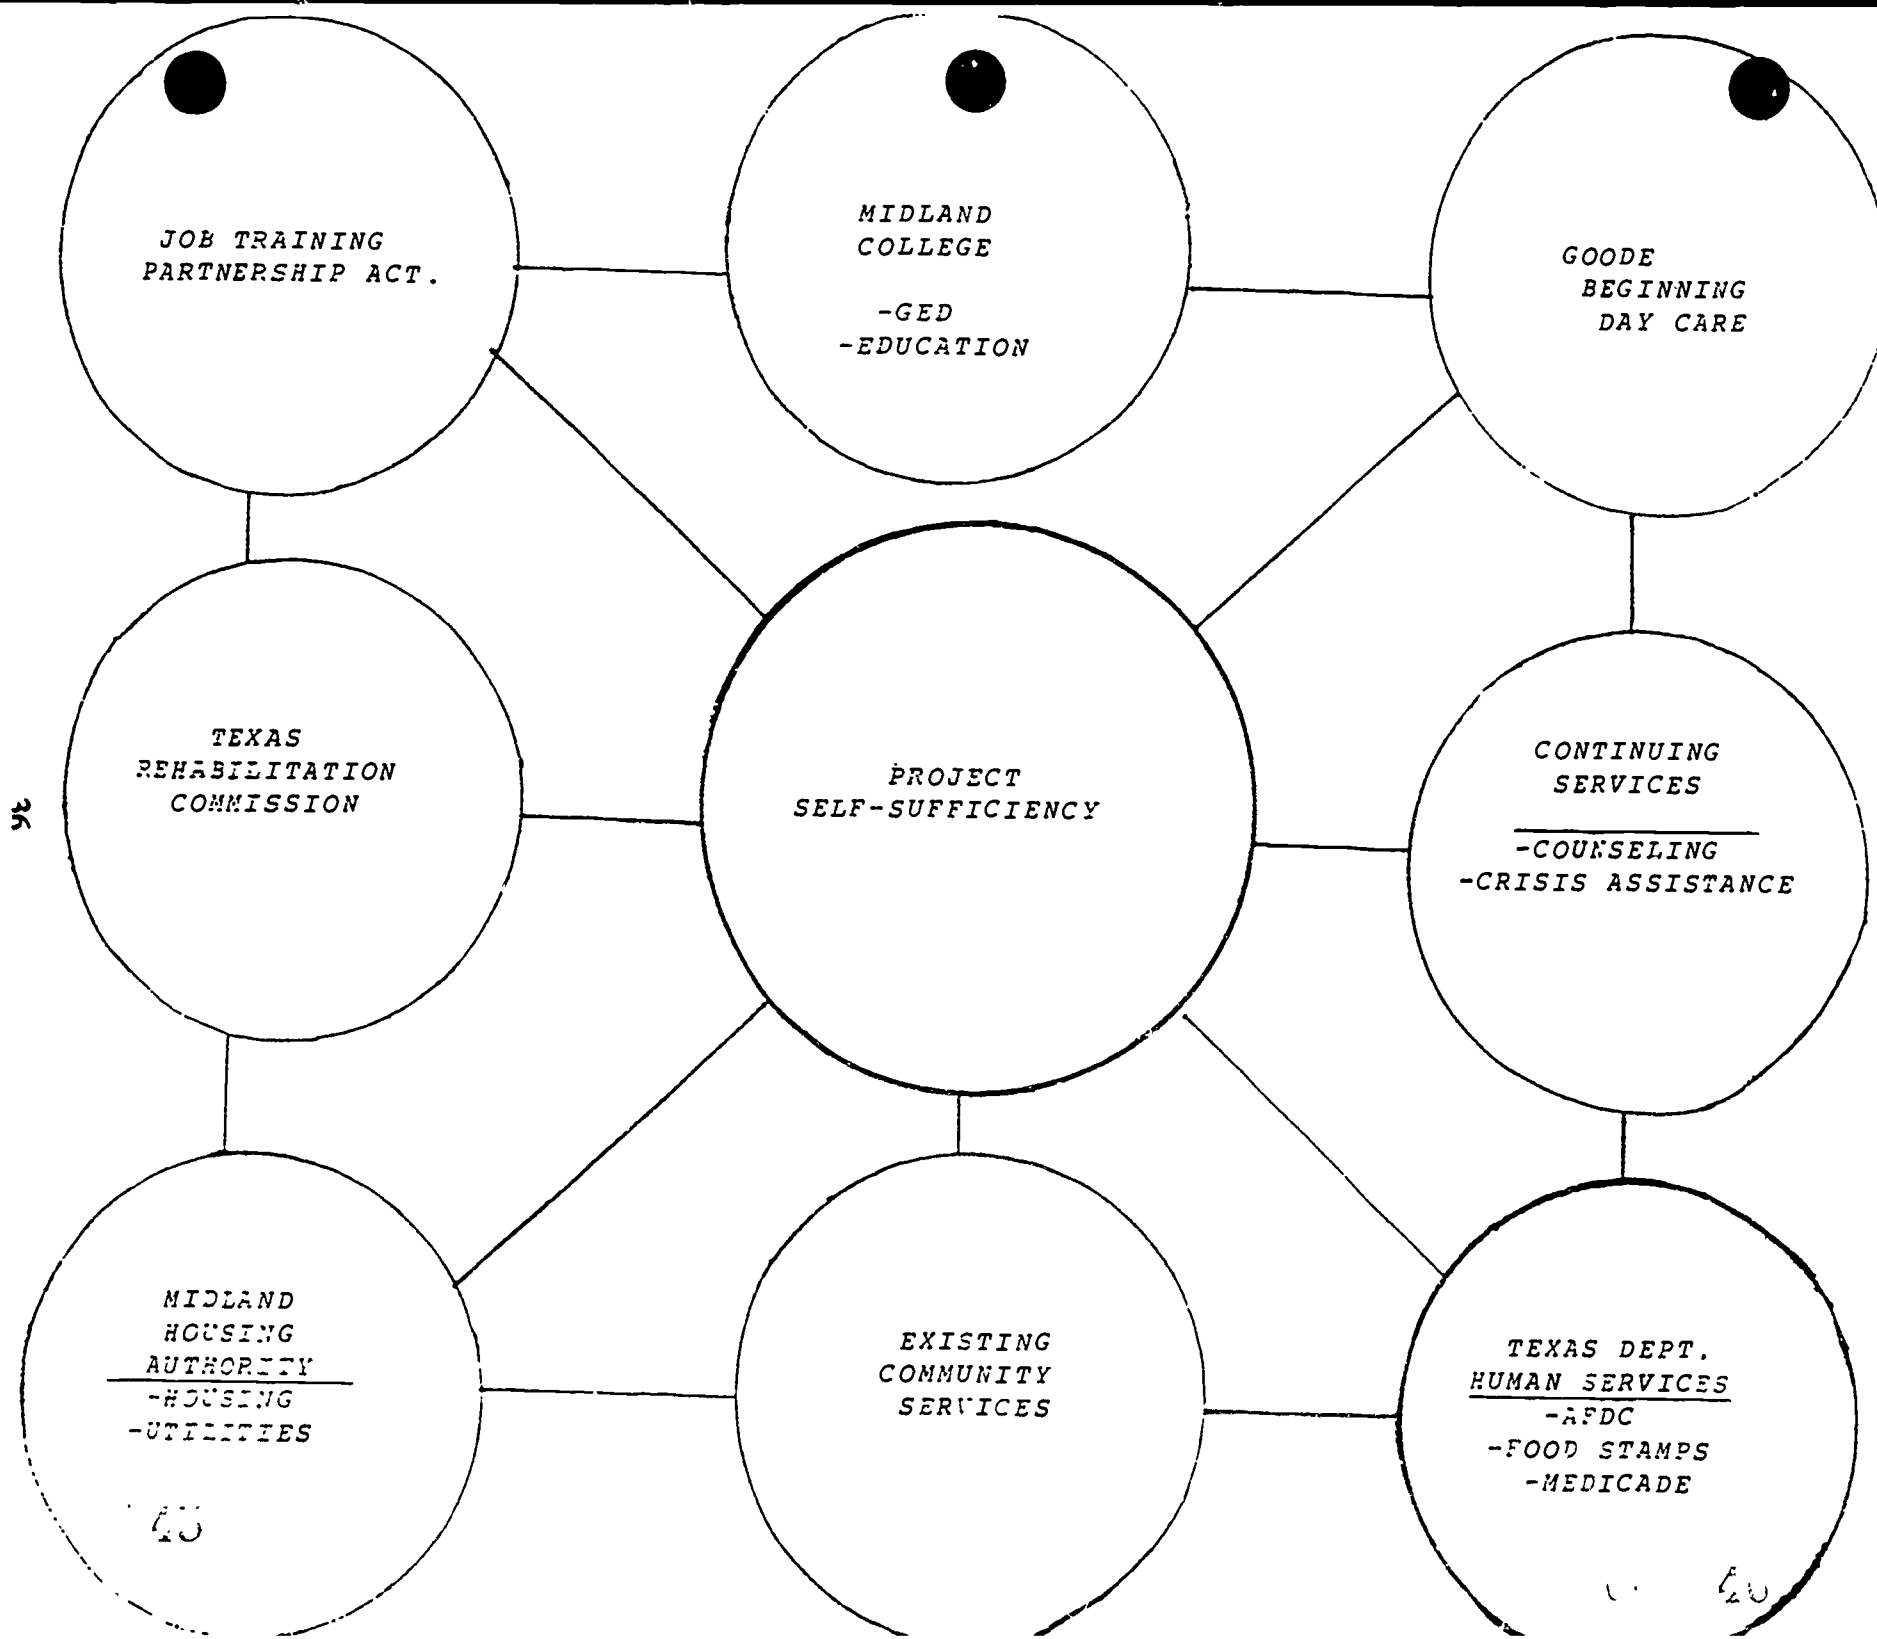 JOB TRAINING
PARTNERSHIP ACT.
MIDLAND
COLLEGE
-GED
-EDUCATION
GOODE
BEGINNING
DAY CARE
TEXAS
REHABILITATION
COMMISSION
PROJECT
SELF-SUFFICIENCY
CONTINUING
SERVICES
-COUNSELING
-CRISIS ASSISTANCE
36
MIDLAND
HOUSING
AUTHORITY
-HOUSING
-UTILITIES
EXISTING
COMMUNITY
SERVICES
TEXAS DEPT.
HUMAN SERVICES
-AFDC
-FOOD STAMPS
-MEDICADE